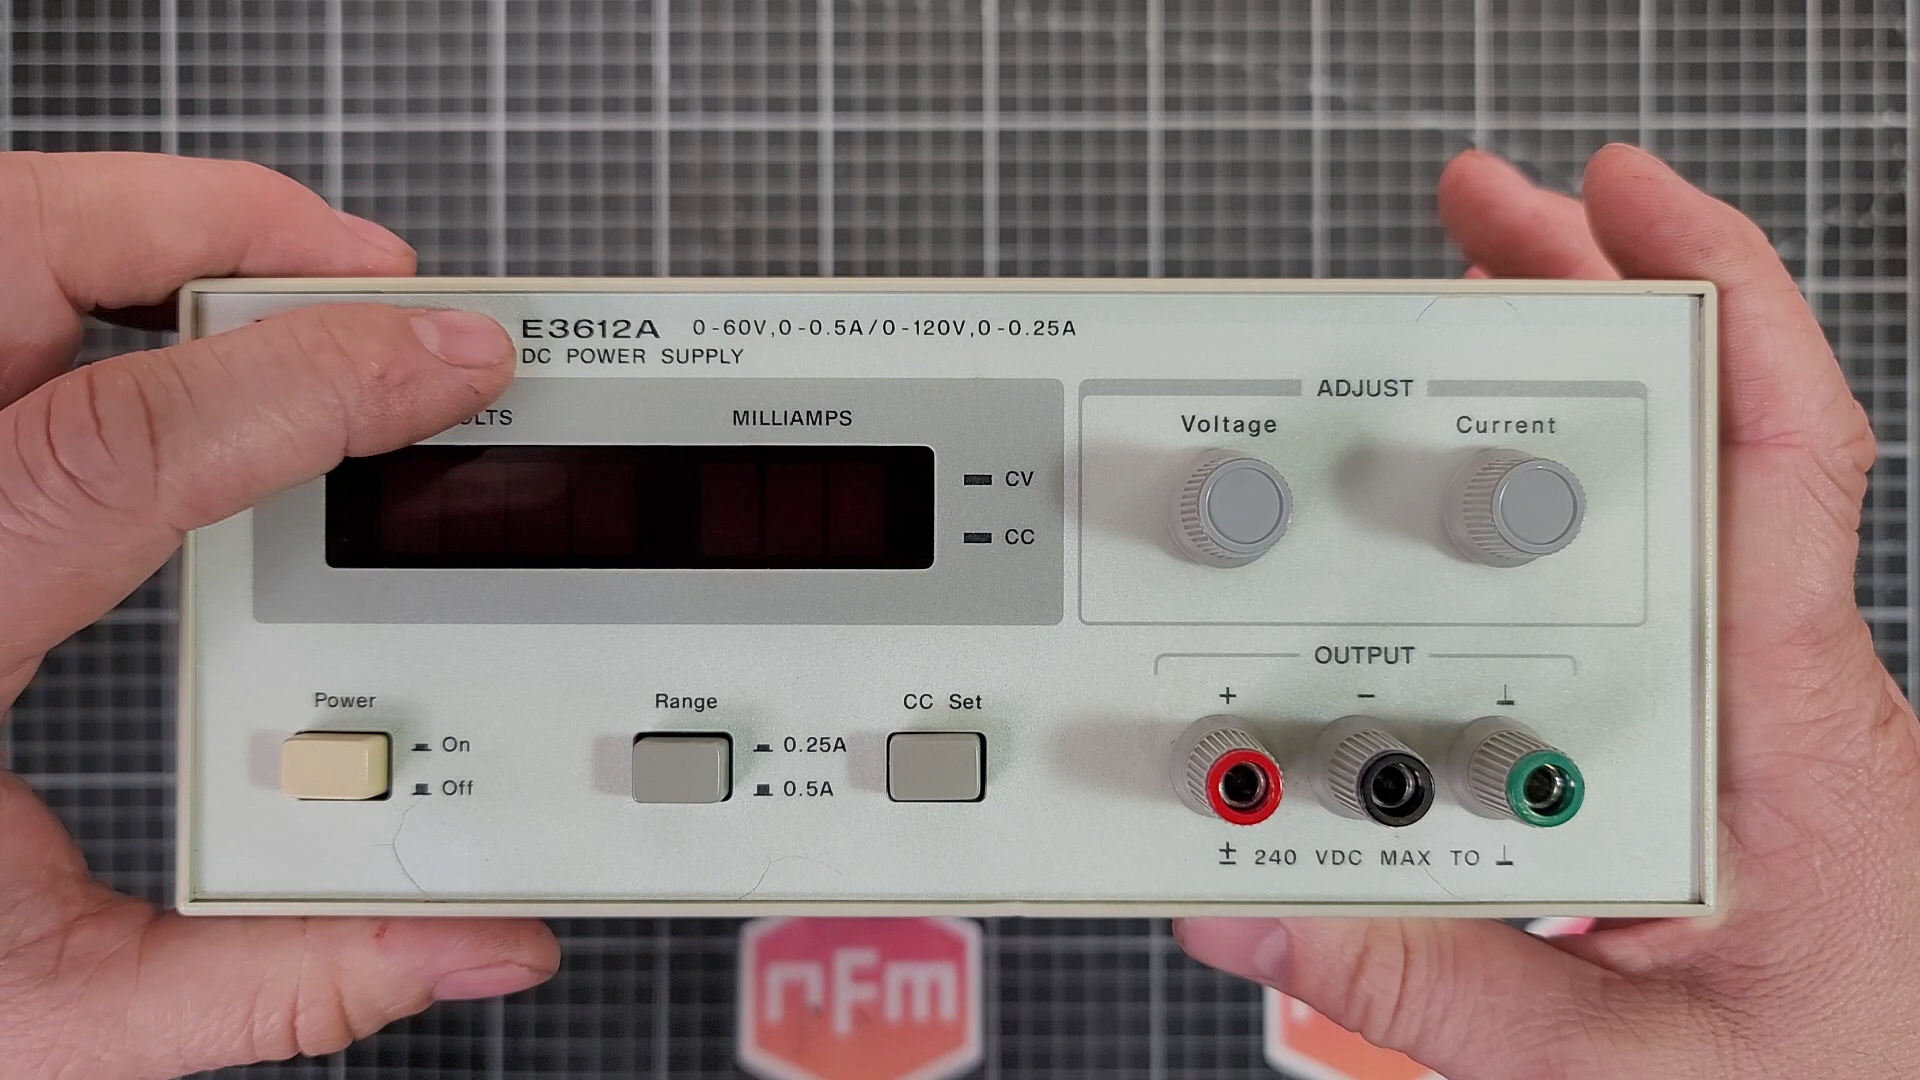 E3612A 0-60V,0-0.5A/0-120V,0-0.25A
DC POWER SUPPLY
MILLIAMPS
CV
CC
ADJUST
Voltage Current
OUTPUT
+ − ⊥
Power
On
Off
Range
0.25A
0.5A
CC Set
± 240 VDC MAX TO ⊥
nFm